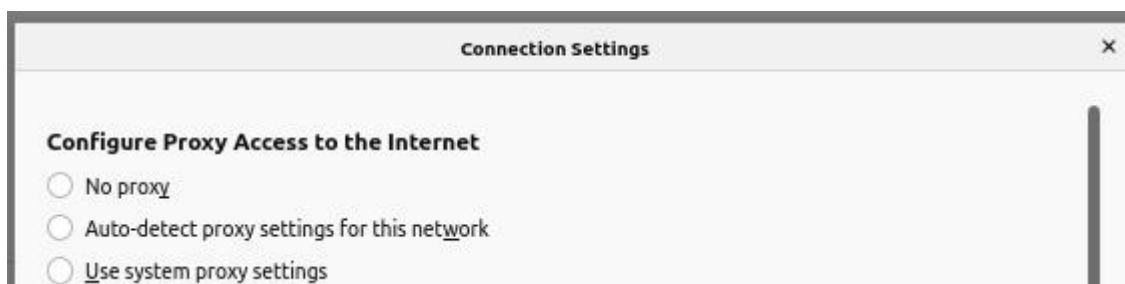 Connection Settings
×
Configure Proxy Access to the Internet
No proxy
Auto-detect proxy settings for this network
Use system proxy settings